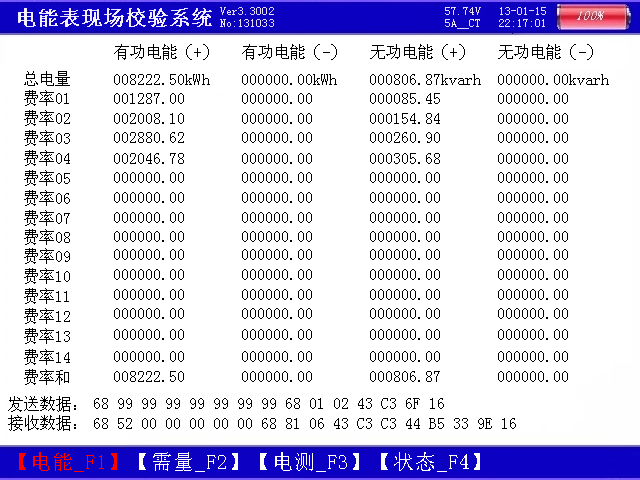 电能表现场校验系统 Ver3.3002 57.74V 13-01-15 100%
No:131033 5A__CT 22:17:01
有功电能（+） 有功电能（-） 无功电能（+） 无功电能（-）
总电量 008222.50kWh 000000.00kWh 000806.87kvarh 000000.00kvarh
费率01 001287.00 000000.00 000085.45 000000.00
费率02 002008.10 000000.00 000154.84 000000.00
费率03 002880.62 000000.00 000260.90 000000.00
费率04 002046.78 000000.00 000305.68 000000.00
费率05 000000.00 000000.00 000000.00 000000.00
费率06 000000.00 000000.00 000000.00 000000.00
费率07 000000.00 000000.00 000000.00 000000.00
费率08 000000.00 000000.00 000000.00 000000.00
费率09 000000.00 000000.00 000000.00 000000.00
费率10 000000.00 000000.00 000000.00 000000.00
费率11 000000.00 000000.00 000000.00 000000.00
费率12 000000.00 000000.00 000000.00 000000.00
费率13 000000.00 000000.00 000000.00 000000.00
费率14 000000.00 000000.00 000000.00 000000.00
费率和 008222.50 000000.00 000806.87 000000.00
发送数据： 68 99 99 99 99 99 99 99 68 01 02 43 C3 6F 16
接收数据： 68 52 00 00 00 00 00 68 81 06 43 C3 C3 44 B5 33 9E 16
【电能_F1】【需量_F2】【电测_F3】【状态_F4】